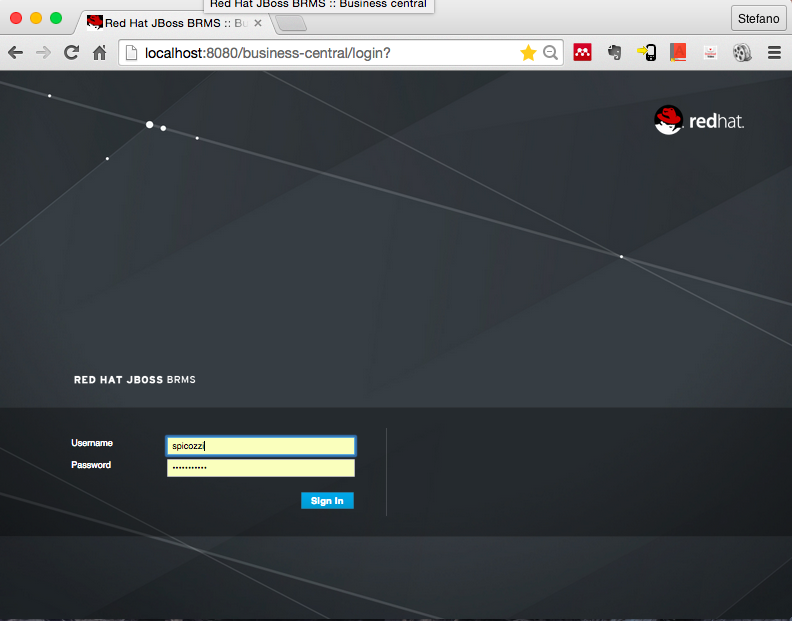 Red Hat JBoss BRMS :: Business central
Red Hat JBoss BRMS :: Bu
Stefano
localhost:8080/business-central/login?
redhat.
RED HAT JBOSS BRMS
Username
spicozzi
Password
•••••••••••
Sign In